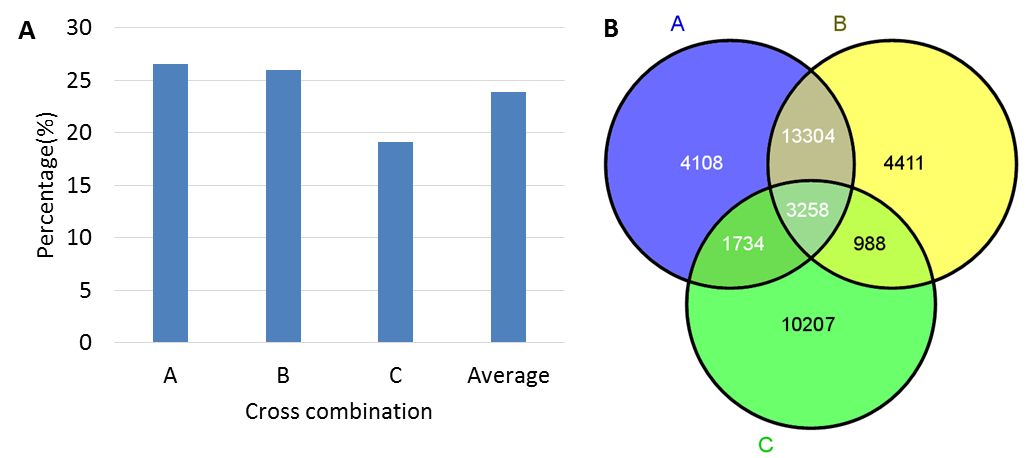 A
30
25
20
15
10
5
0
Percentage(%)
A B C Average
Cross combination
B
A B
13304
4108 4411
3258
1734 988
10207
C